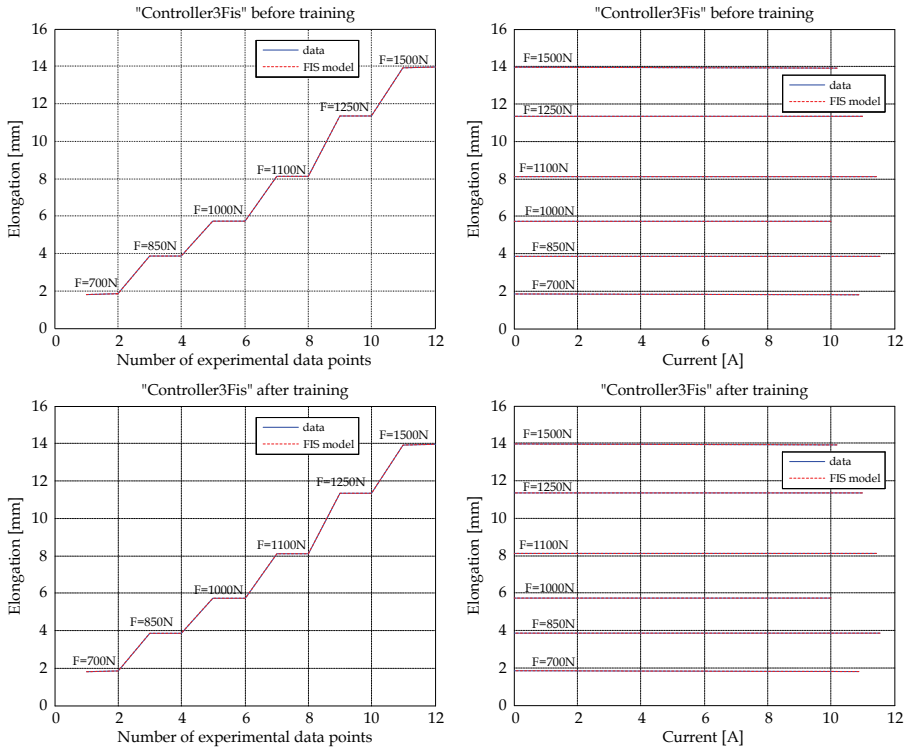 "Controller3Fis" before training
Elongation [mm]
16
14
12
10
8
6
4
2
0
data
FIS model
F=1500N
F=1250N
F=1100N
F=1000N
F=850N
F=700N
0 2 4 6 8 10 12
Number of experimental data points
"Controller3Fis" before training
Elongation [mm]
16
14
12
10
8
6
4
2
0
F=1500N
data
FIS model
F=1250N
F=1100N
F=1000N
F=850N
F=700N
0 2 4 6 8 10 12
Current [A]
"Controller3Fis" after training
Elongation [mm]
16
14
12
10
8
6
4
2
0
data
FIS model
F=1500N
F=1250N
F=1100N
F=1000N
F=850N
F=700N
0 2 4 6 8 10 12
Number of experimental data points
"Controller3Fis" after training
Elongation [mm]
16
14
12
10
8
6
4
2
0
F=1500N
data
FIS model
F=1250N
F=1100N
F=1000N
F=850N
F=700N
0 2 4 6 8 10 12
Current [A]